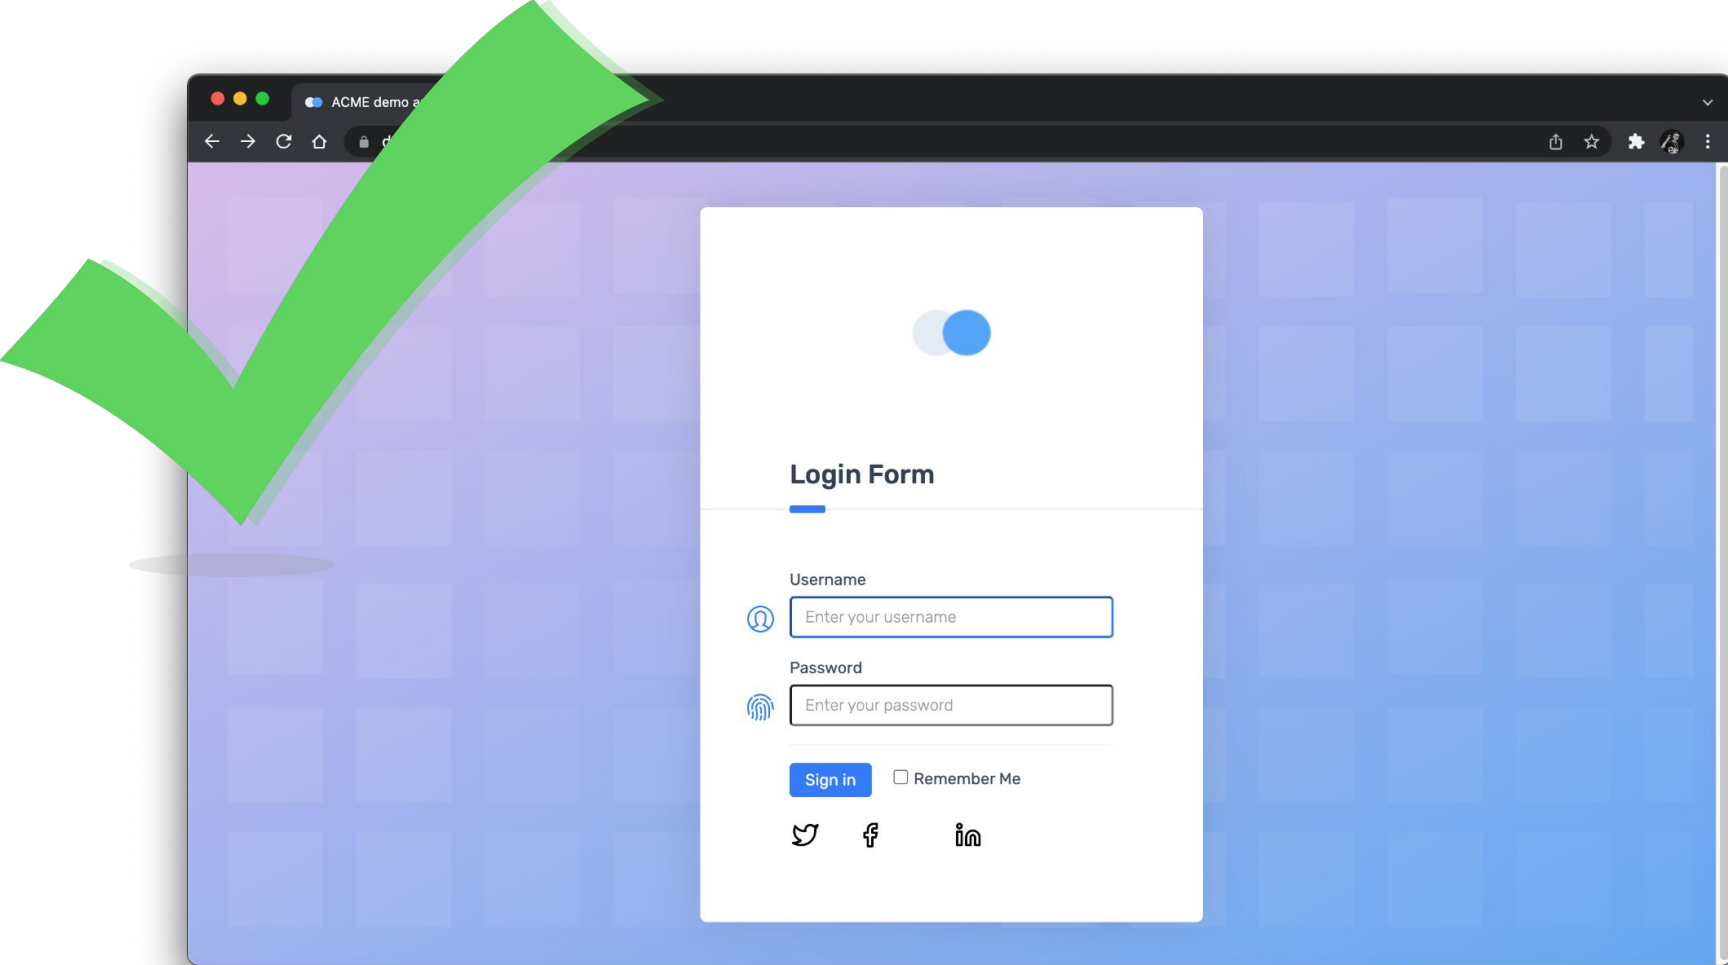 ACME demo
Login Form
Username
Enter your username
Password
Enter your password
Sign in
Remember Me